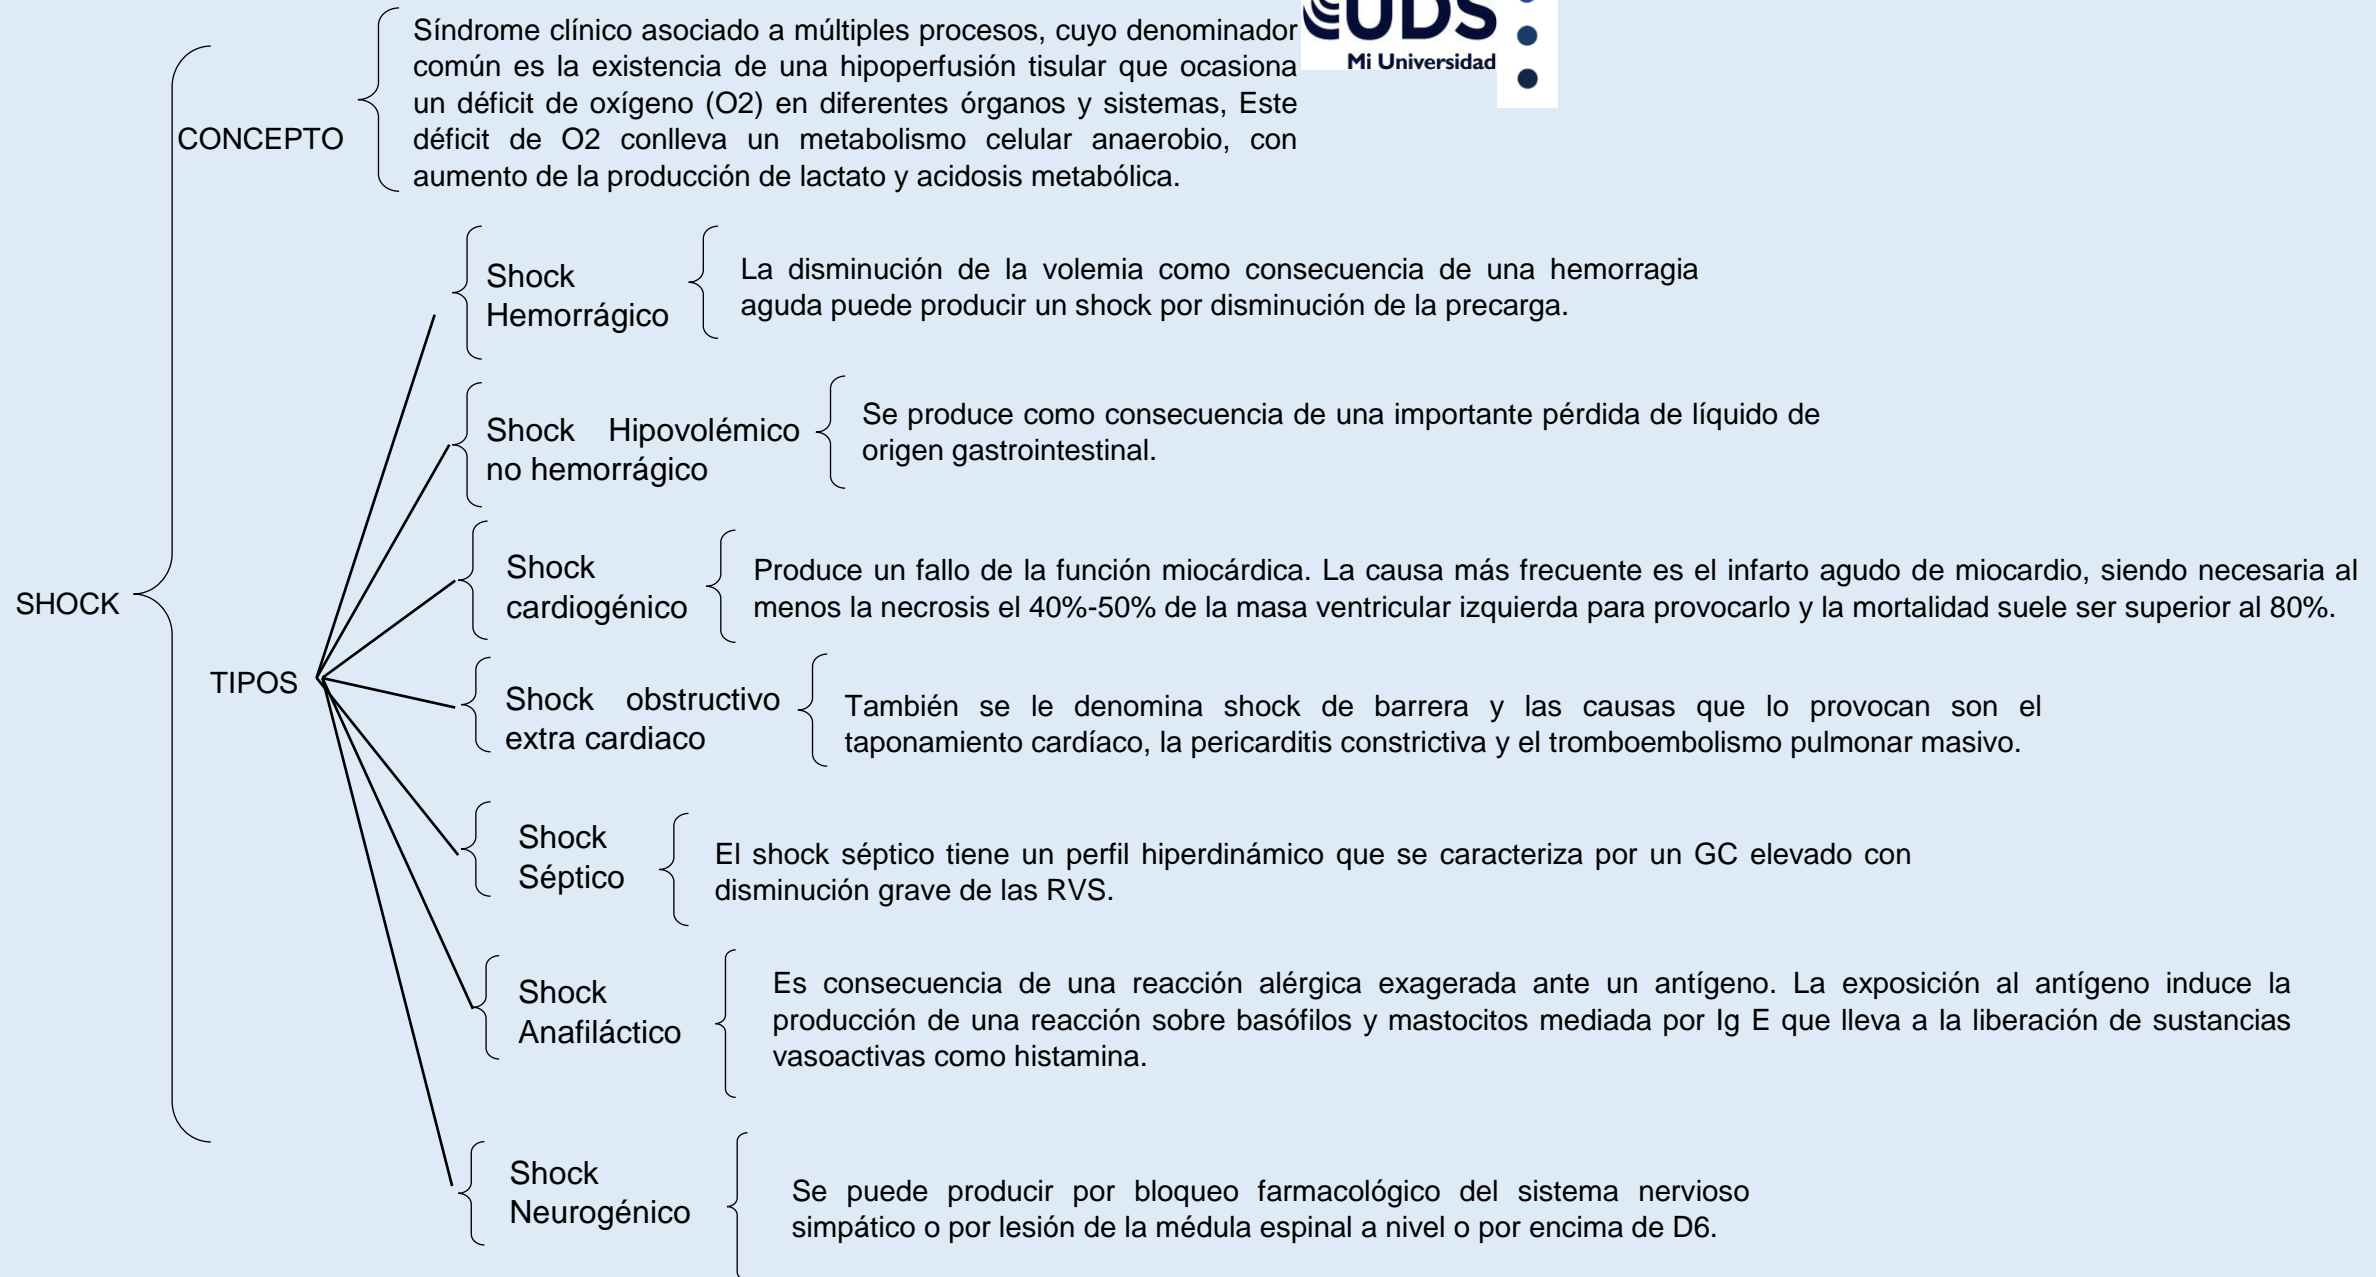 UDS
Mi Universidad
Síndrome clínico asociado a múltiples procesos, cuyo denominador
común es la existencia de una hipoperfusión tisular que ocasiona
un déficit de oxígeno (O2) en diferentes órganos y sistemas, Este
déficit de O2 conlleva un metabolismo celular anaerobio, con
aumento de la producción de lactato y acidosis metabólica.
CONCEPTO
Shock
Hemorrágico
La disminución de la volemia como consecuencia de una hemorragia
aguda puede producir un shock por disminución de la precarga.
Shock Hipovolémico
no hemorrágico
Se produce como consecuencia de una importante pérdida de líquido de
origen gastrointestinal.
SHOCK
Shock
cardiogénico
Produce un fallo de la función miocárdica. La causa más frecuente es el infarto agudo de miocardio, siendo necesaria al
menos la necrosis el 40%-50% de la masa ventricular izquierda para provocarlo y la mortalidad suele ser superior al 80%.
TIPOS
Shock obstructivo
extra cardiaco
También se le denomina shock de barrera y las causas que lo provocan son el
taponamiento cardíaco, la pericarditis constrictiva y el tromboembolismo pulmonar masivo.
Shock
Séptico
El shock séptico tiene un perfil hiperdinámico que se caracteriza por un GC elevado con
disminución grave de las RVS.
Shock
Anafiláctico
Es consecuencia de una reacción alérgica exagerada ante un antígeno. La exposición al antígeno induce la
producción de una reacción sobre basófilos y mastocitos mediada por Ig E que lleva a la liberación de sustancias
vasoactivas como histamina.
Shock
Neurogénico
Se puede producir por bloqueo farmacológico del sistema nervioso
simpático o por lesión de la médula espinal a nivel o por encima de D6.